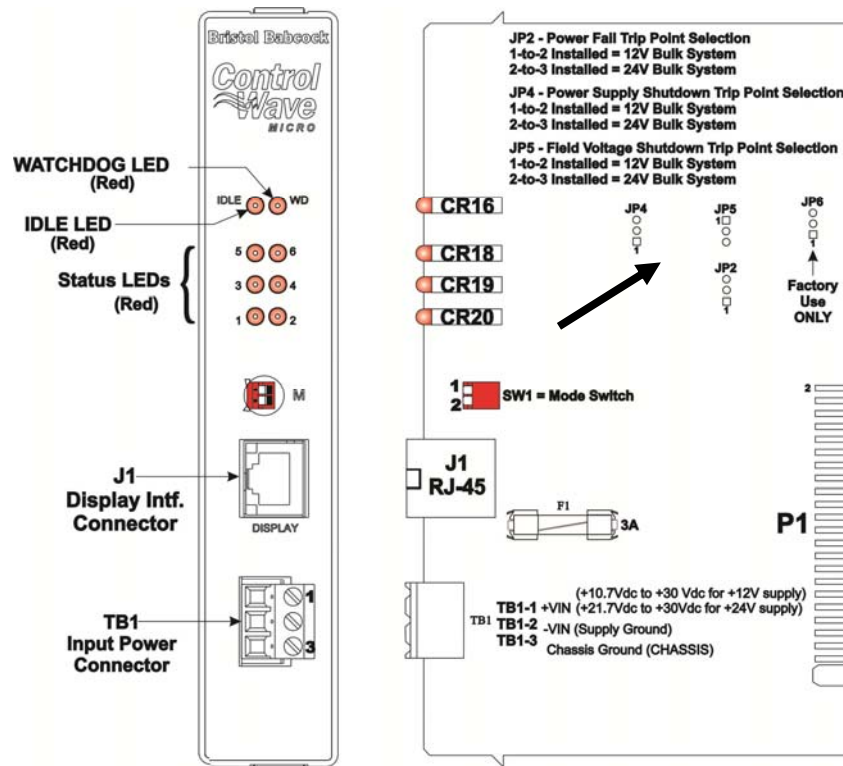 Bristol Babcock
Control
Wave
MICRO
WATCHDOG LED
(Red)
IDLE
WD
IDLE LED
(Red)
5
6
Status LEDs
(Red)
3
4
1
2
M
J1
Display Intf.
Connector
DISPLAY
TB1
Input Power
Connector
1
3
JP2 - Power Fail Trip Point Selection
1-to-2 Installed = 12V Bulk System
2-to-3 Installed = 24V Bulk System
JP4 - Power Supply Shutdown Trip Point Selection
1-to-2 Installed = 12V Bulk System
2-to-3 Installed = 24V Bulk System
JP5 - Field Voltage Shutdown Trip Point Selection
1-to-2 Installed = 12V Bulk System
2-to-3 Installed = 24V Bulk System
CR16
CR18
CR19
CR20
JP4
1
JP5
1
JP2
1
JP6
1
Factory
Use
ONLY
1
2
SW1 = Mode Switch
2
J1
RJ-45
F1
3A
P1
TB1
(+10.7Vdc to +30 Vdc for +12V supply)
TB1-1 +VIN (+21.7Vdc to +30Vdc for +24V supply)
TB1-2 -VIN (Supply Ground)
TB1-3 Chassis Ground (CHASSIS)